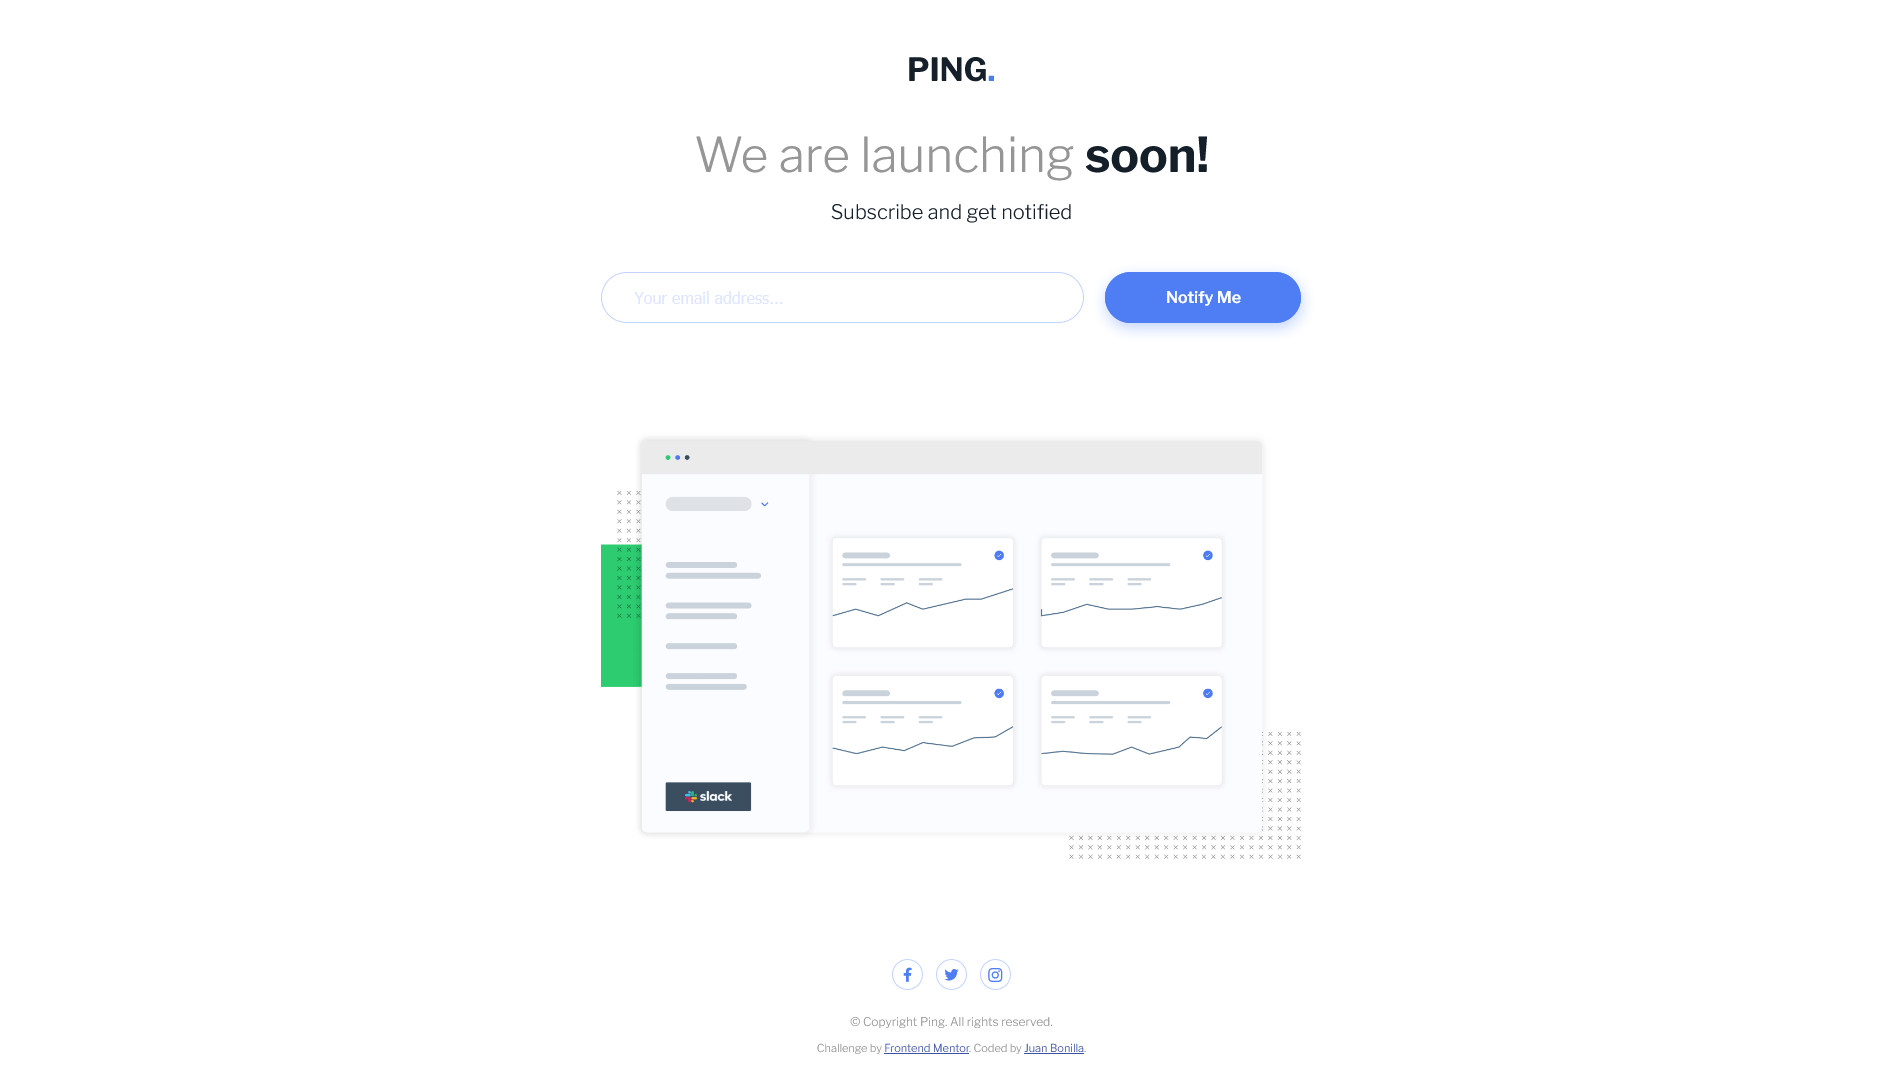 PING.
We are launching soon!
Subscribe and get notified
Your email address...
Notify Me
slack
© Copyright Ping. All rights reserved.
Challenge by Frontend Mentor. Coded by Juan Bonilla.